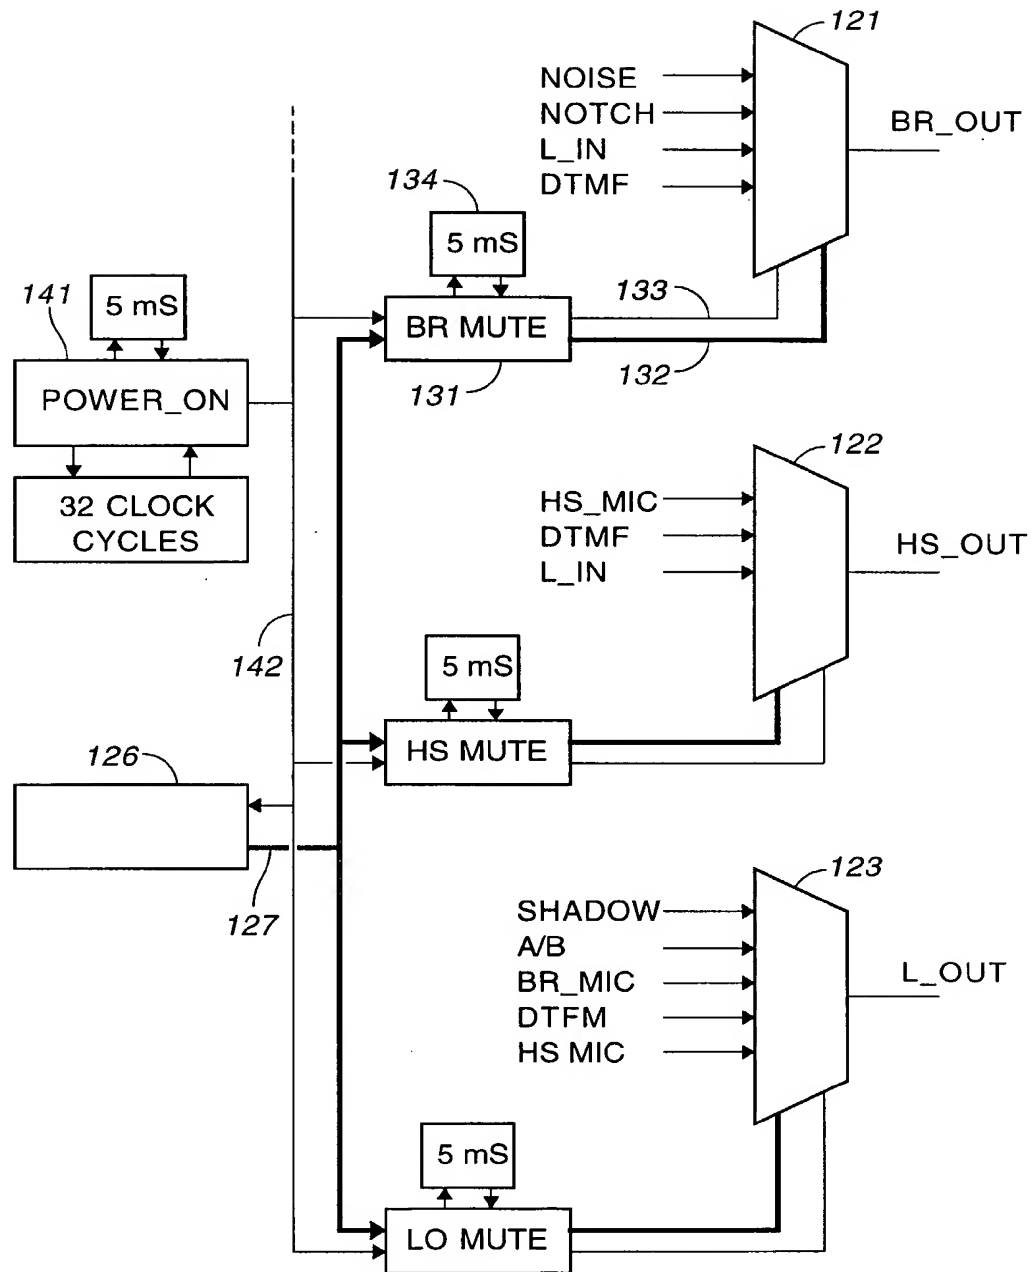 121
NOISE
NOTCH
L_IN
DTMF
BR_OUT
134
5 mS
141
5 mS
133
BR MUTE
132
131
POWER_ON
32 CLOCK
CYCLES
122
HS_MIC
DTMF
L_IN
HS_OUT
142
5 mS
HS MUTE
126
127
123
SHADOW
A/B
BR_MIC
DTFM
HS MIC
L_OUT
5 mS
LO MUTE